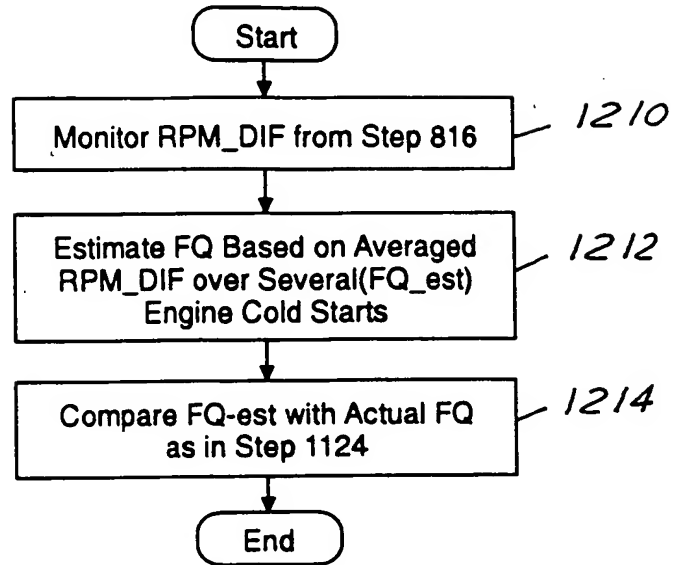 Start
Monitor RPM_DIF from Step 816
1210
Estimate FQ Based on Averaged
RPM_DIF over Several(FQ_est)
Engine Cold Starts
1212
Compare FQ-est with Actual FQ
as in Step 1124
1214
End